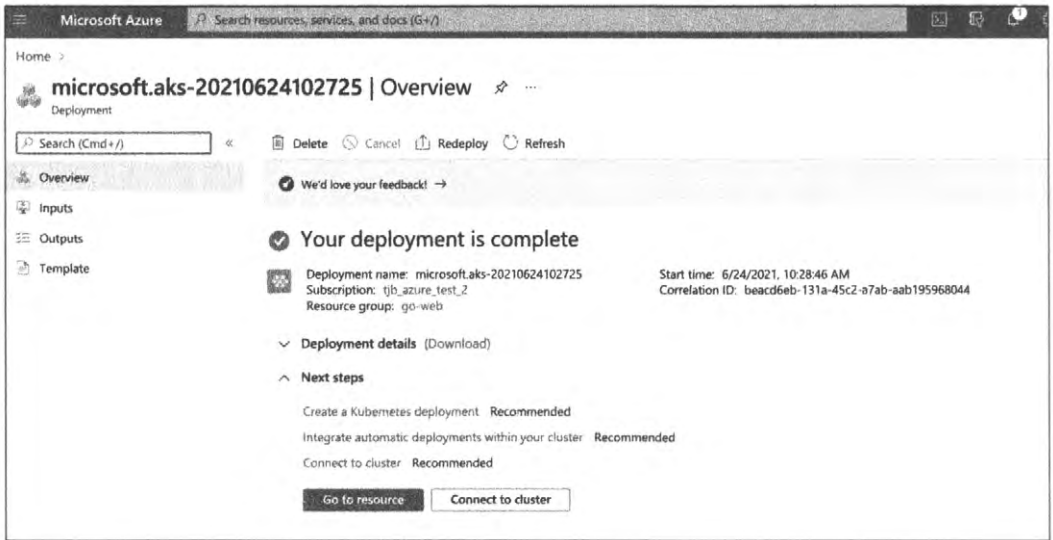 Microsoft Azure
Search resources, services, and docs (G+/)
1
Home >
microsoft.aks-20210624102725 | Overview
...
Deployment
Search (Cmd+/)
«
Delete Cancel Redeploy Refresh
Overview
Inputs
Outputs
Template
We'd love your feedback! →
Your deployment is complete
Deployment name: microsoft.aks-20210624102725
Subscription: tjb_azure_test_2
Resource group: go-web
Start time: 6/24/2021, 10:28:46 AM
Correlation ID: beacd6eb-131a-45c2-a7ab-aab195968044
Deployment details (Download)
Next steps
Create a Kubernetes deployment Recommended
Integrate automatic deployments within your cluster Recommended
Connect to cluster Recommended
Go to resource
Connect to cluster